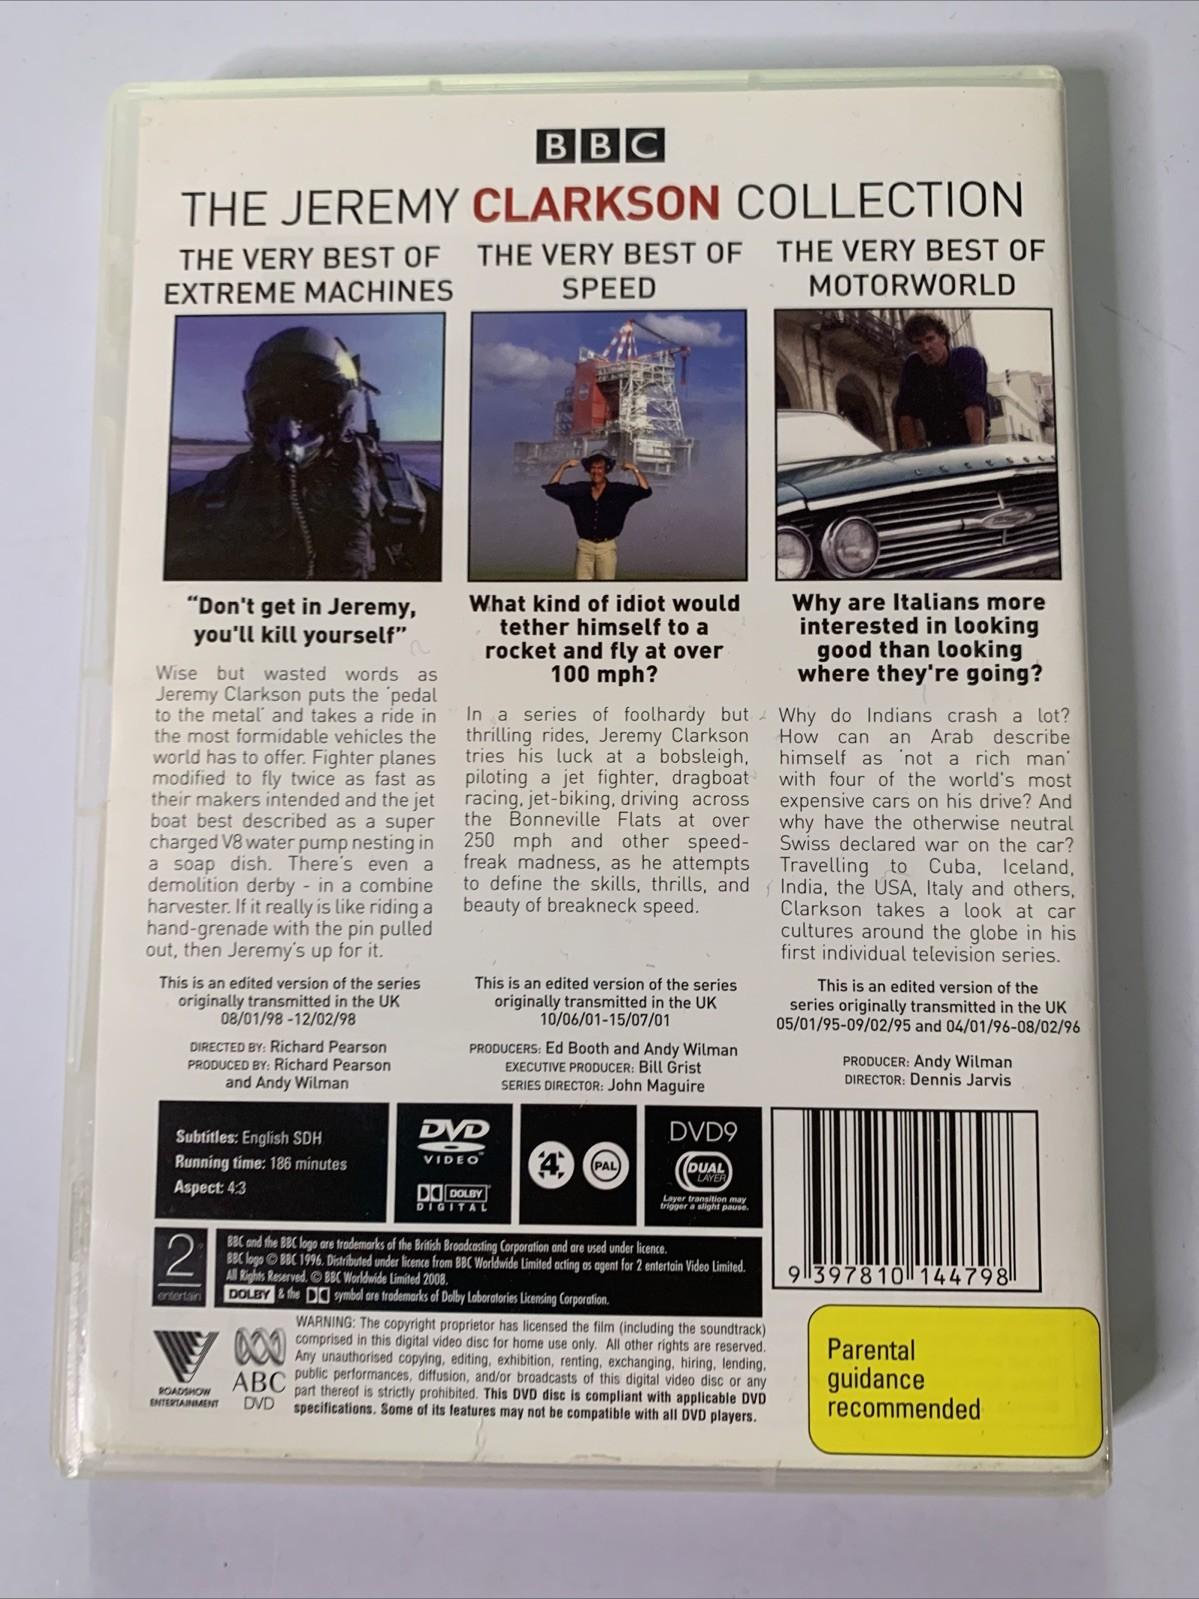 BBC
THE JEREMY CLARKSON COLLECTION
THE VERY BEST OF
EXTREME MACHINES
"Don't get in Jeremy,
you'll kill yourself"
Wise but wasted words as
Jeremy Clarkson puts the 'pedal
to the metal' and takes a ride in
the most formidable vehicles the
world has to offer. Fighter planes
modified to fly twice as fast as
their makers intended and the jet
boat best described as a super
charged V8 water pump nesting in
a soap dish. There's even a
demolition derby - in a combine
harvester. If it really is like riding a
hand-grenade with the pin pulled
out, then Jeremy's up for it.
This is an edited version of the series
originally transmitted in the UK
08/01/98 -12/02/98
DIRECTED BY: Richard Pearson
PRODUCED BY: Richard Pearson
and Andy Wilman
THE VERY BEST OF
SPEED
What kind of idiot would
tether himself to a
rocket and fly at over
100 mph?
In a series of foolhardy but
thrilling rides, Jeremy Clarkson
tries his luck at a bobsleigh,
piloting a jet fighter, dragboat
racing, jet-biking, driving across
the Bonneville Flats at over
250 mph and other speed-
freak madness, as he attempts
to define the skills, thrills, and
beauty of breakneck speed.
This is an edited version of the series
originally transmitted in the UK
10/06/01-15/07/01
PRODUCERS: Ed Booth and Andy Wilman
EXECUTIVE PRODUCER: Bill Grist
SERIES DIRECTOR: John Maguire
THE VERY BEST OF
MOTORWORLD
Why are Italians more
interested in looking
good than looking
where they're going?
Why do Indians crash a lot?
How can an Arab describe
himself as 'not a rich man'
with four of the world's most
expensive cars on his drive? And
why have the otherwise neutral
Swiss declared war on the car?
Travelling to Cuba, Iceland,
India, the USA, Italy and others,
Clarkson takes a look at car
cultures around the globe in his
first individual television series.
This is an edited version of the
series originally transmitted in the UK
05/01/95-09/02/95 and 04/01/96-08/02/96
PRODUCER: Andy Wilman
DIRECTOR: Dennis Jarvis
Subtitles: English SDH
Running time: 186 minutes
Aspect: 4:3
DVD
VIDEO™
DOLBY
DIGITAL
4 PAL
DVD9
DUAL
LAYER
Layer transition may
trigger a slight pause.
9 397810 144798
2
entertain
BBC and the BBC logo are trademarks of the British Broadcasting Corporation and are used under licence.
BBC logo © BBC 1996. Distributed under licence from BBC Worldwide Limited acting as agent for 2 entertain Video Limited.
All Rights Reserved. © BBC Worldwide Limited 2008.
DOLBY & the symbol are trademarks of Dolby Laboratories Licensing Corporation.
ROADSHOW
ENTERTAINMENT
ABC
DVD
WARNING: The copyright proprietor has licensed the film (including the soundtrack)
comprised in this digital video disc for home use only. All other rights are reserved.
Any unauthorised copying, editing, exhibition, renting, exchanging, hiring, lending,
public performances, diffusion, and/or broadcasts of this digital video disc or any
part thereof is strictly prohibited. This DVD disc is compliant with applicable DVD
specifications. Some of its features may not be compatible with all DVD players.
Parental
guidance
recommended